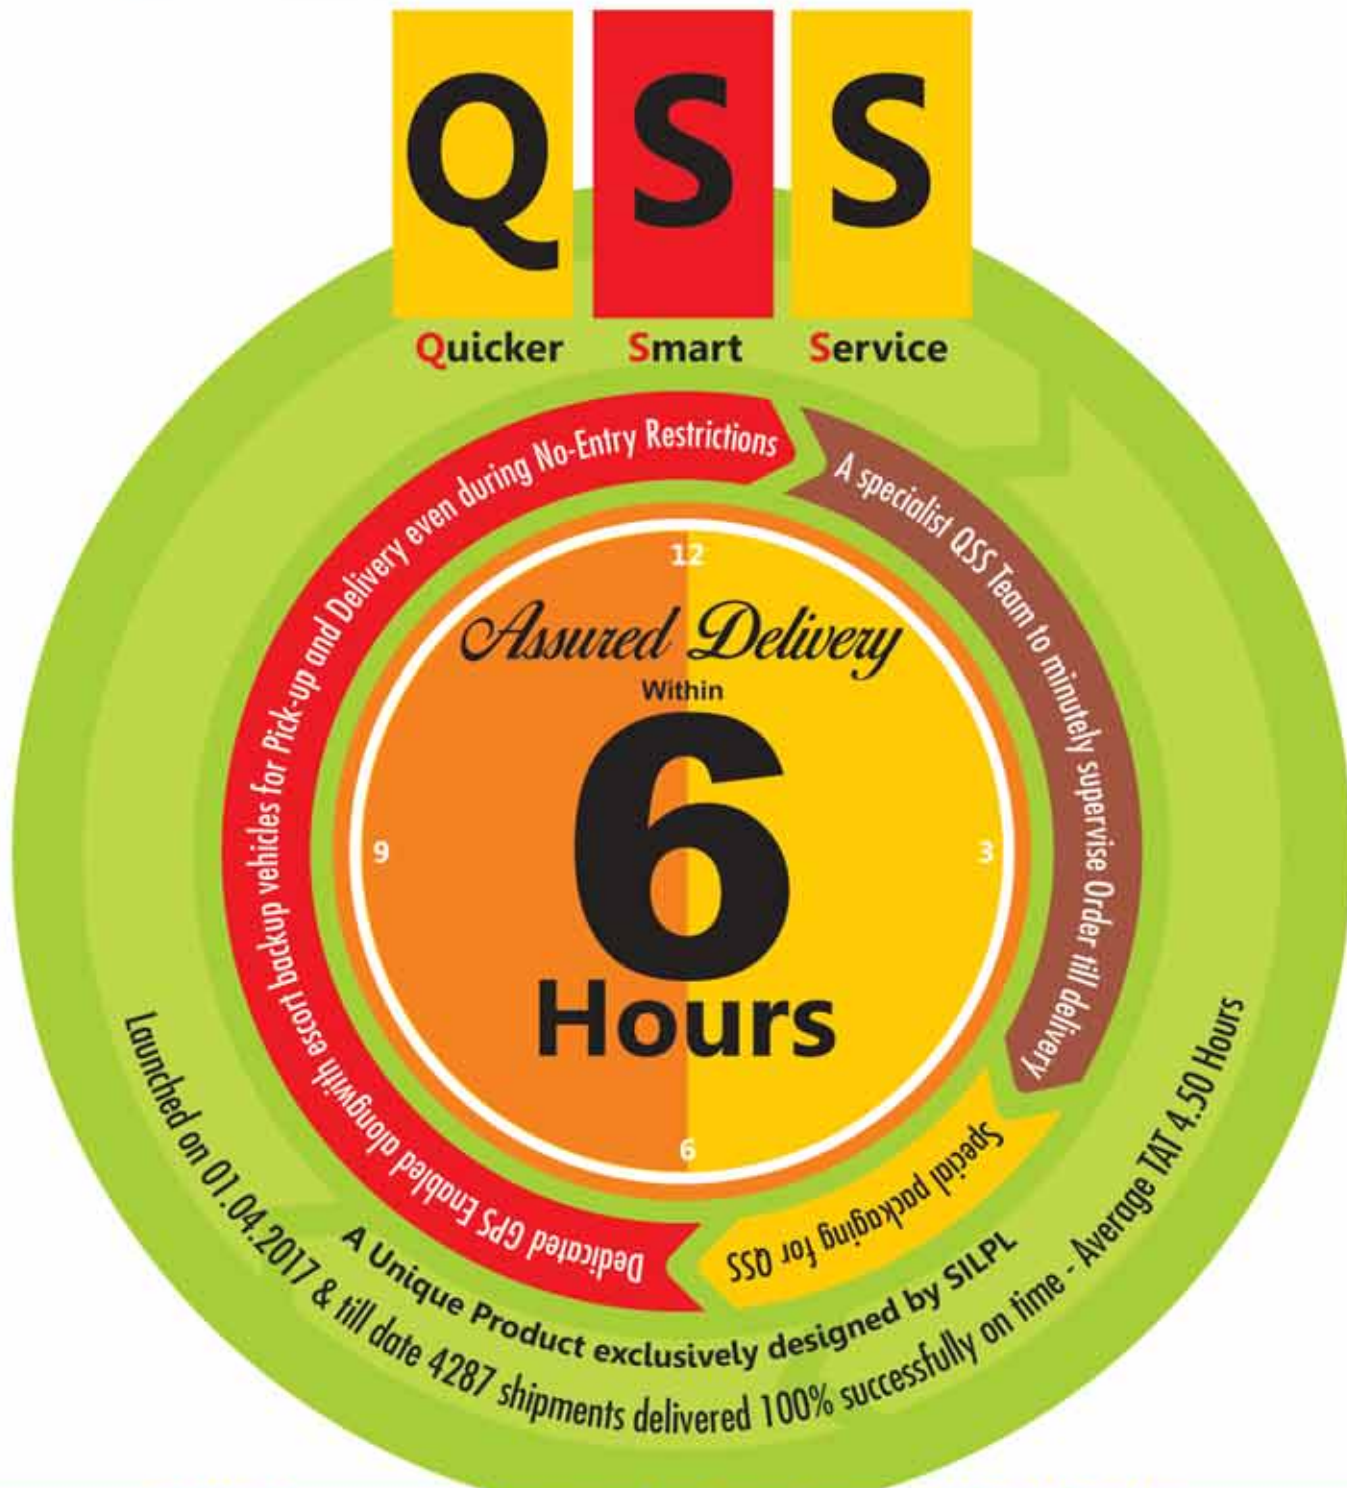 Q S S
Quicker Smart Service
Dedicated GPS Enabled alongwith escort backup vehicles for Pick-up and Delivery even during No-Entry Restrictions
A specialist QSS Team to minutely supervise Order till delivery
Special packaging for QSS
12
Assured Delivery
Within
6
Hours
9
3
6
A Unique Product exclusively designed by SILPL
Launched on 01.04.2017 & till date 4287 shipments delivered 100% successfully on time - Average TAT 4.50 Hours